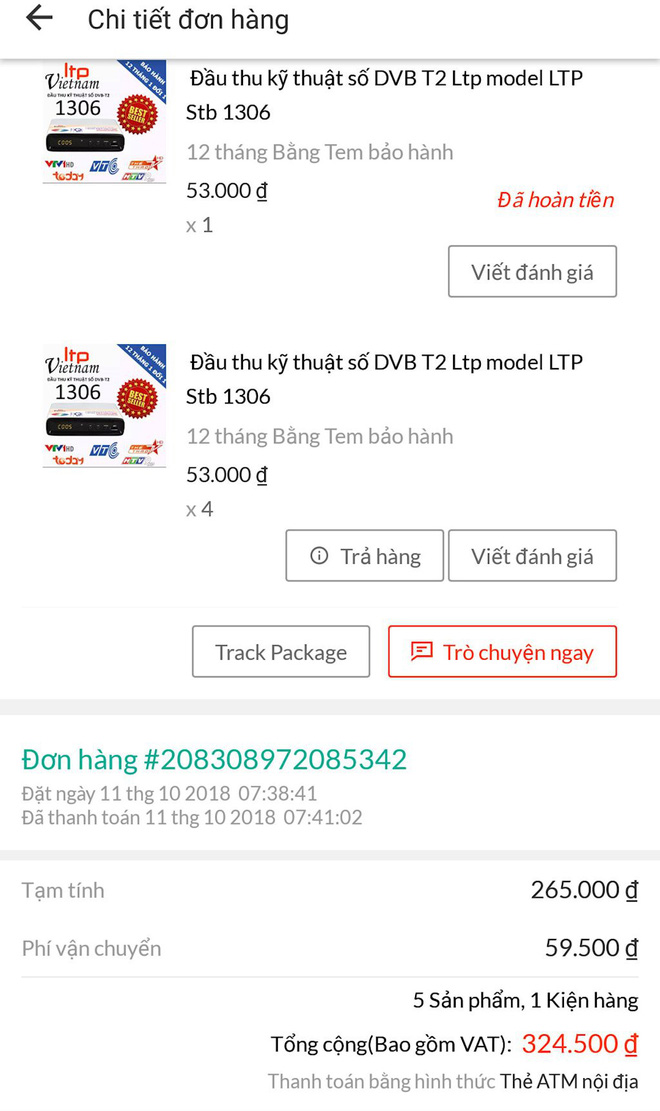 Chi tiết đơn hàng
ltp
Vietnam
ĐẦU THU KỸ THUẬT SỐ DVB-T2
1306
BẢO HÀNH
12 THÁNG 1 ĐỔI 1
BEST
SELLER
VTV1HD
VTC
today
HTV
Đầu thu kỹ thuật số DVB T2 Ltp model LTP
Stb 1306
12 tháng Bằng Tem bảo hành
53.000 ₫
Đã hoàn tiền
x 1
Viết đánh giá
ltp
Vietnam
ĐẦU THU KỸ THUẬT SỐ DVB-T2
1306
BẢO HÀNH
12 THÁNG 1 ĐỔI 1
BEST
SELLER
VTV1HD
VTC
today
HTV
Đầu thu kỹ thuật số DVB T2 Ltp model LTP
Stb 1306
12 tháng Bằng Tem bảo hành
53.000 ₫
x 4
Trả hàng
Viết đánh giá
Track Package
Trò chuyện ngay
Đơn hàng #208308972085342
Đặt ngày 11 thg 10 2018 07:38:41
Đã thanh toán 11 thg 10 2018 07:41:02
Tạm tính 265.000 ₫
Phí vận chuyển 59.500 ₫
5 Sản phẩm, 1 Kiện hàng
Tổng cộng(Bao gồm VAT): 324.500 ₫
Thanh toán bằng hình thức Thẻ ATM nội địa